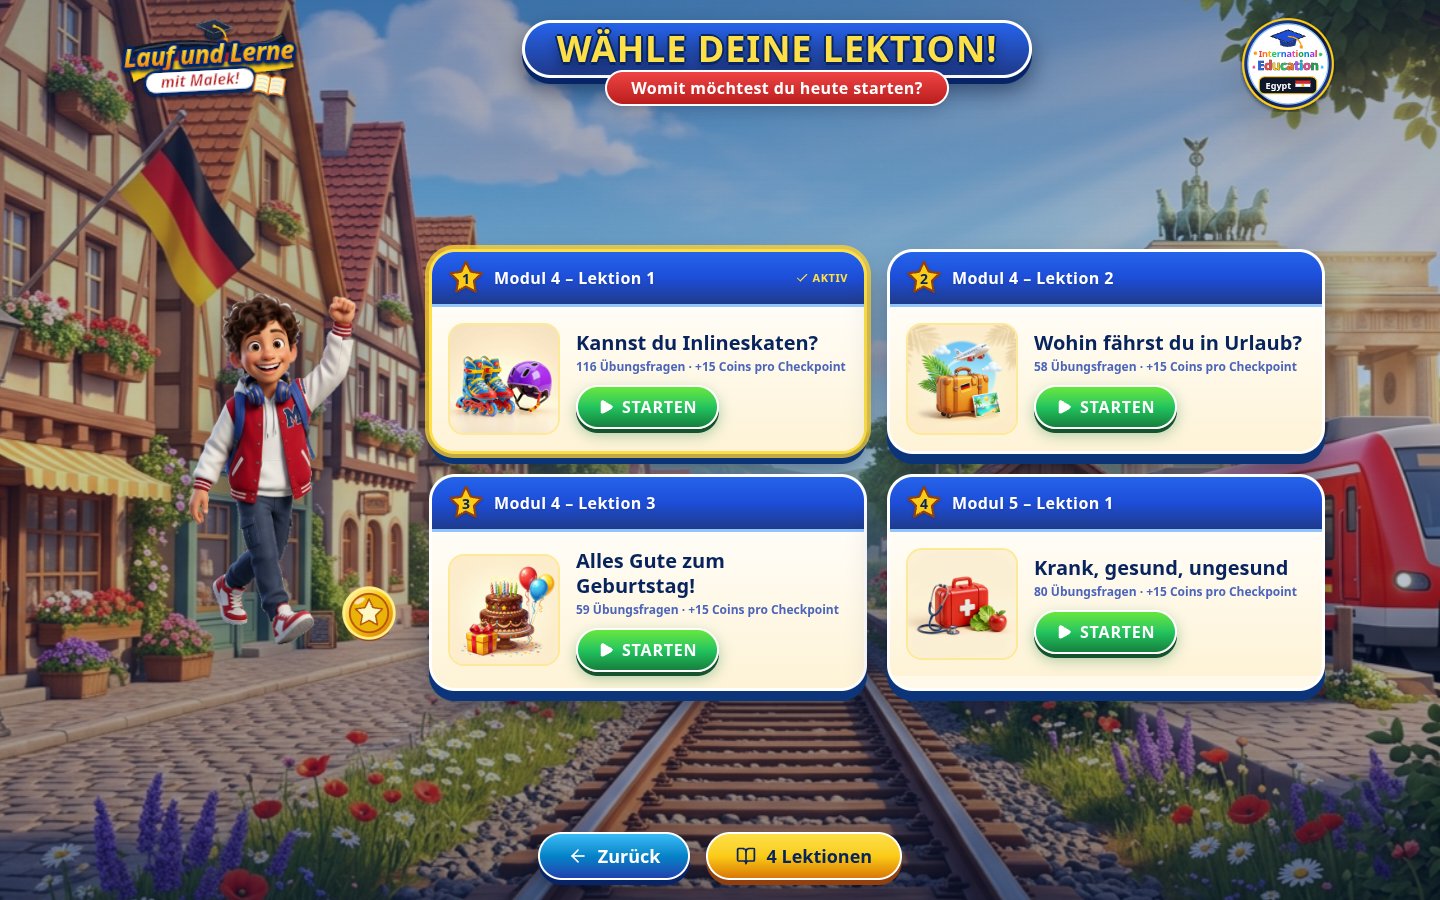 Lauf und Lerne
mit Malek!
WÄHLE DEINE LEKTION!
Womit möchtest du heute starten?
International
Education
Egypt
1
Modul 4 – Lektion 1
AKTIV
Kannst du Inlineskaten?
116 Übungsfragen · +15 Coins pro Checkpoint
STARTEN
2
Modul 4 – Lektion 2
Wohin fährst du in Urlaub?
58 Übungsfragen · +15 Coins pro Checkpoint
STARTEN
3
Modul 4 – Lektion 3
Alles Gute zum
Geburtstag!
59 Übungsfragen · +15 Coins pro Checkpoint
STARTEN
4
Modul 5 – Lektion 1
Krank, gesund, ungesund
80 Übungsfragen · +15 Coins pro Checkpoint
STARTEN
M
Zurück
4 Lektionen